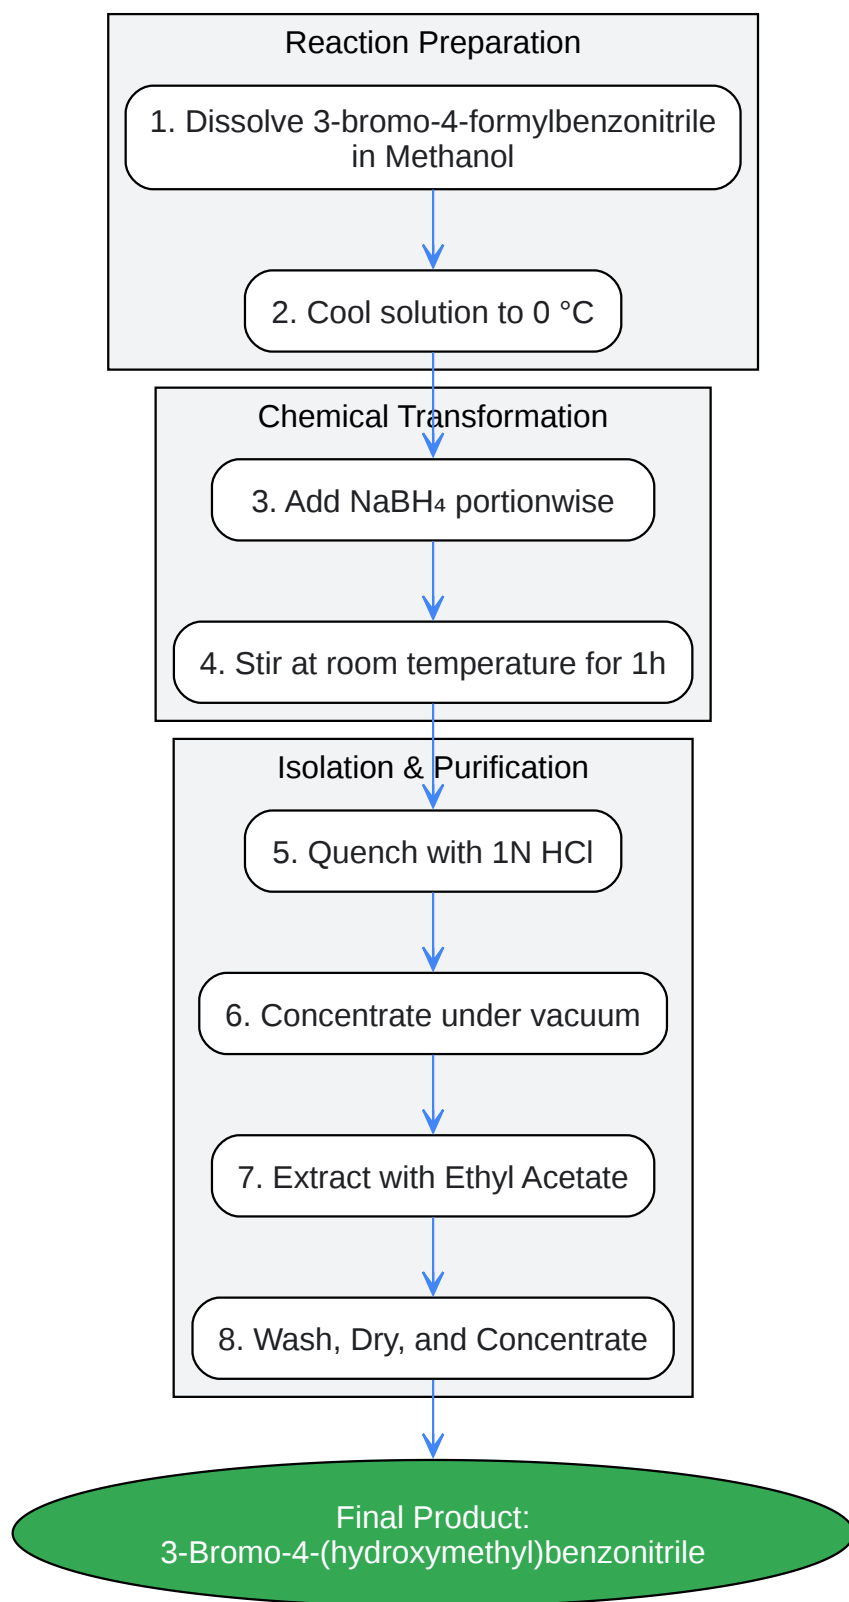 Reaction Preparation
1. Dissolve 3-bromo-4-formylbenzonitrile
in Methanol
2. Cool solution to 0 °C
Chemical Transformation
3. Add NaBH₄ portionwise
4. Stir at room temperature for 1h
Isolation & Purification
5. Quench with 1N HCl
6. Concentrate under vacuum
7. Extract with Ethyl Acetate
8. Wash, Dry, and Concentrate
Final Product:
3-Bromo-4-(hydroxymethyl)benzonitrile